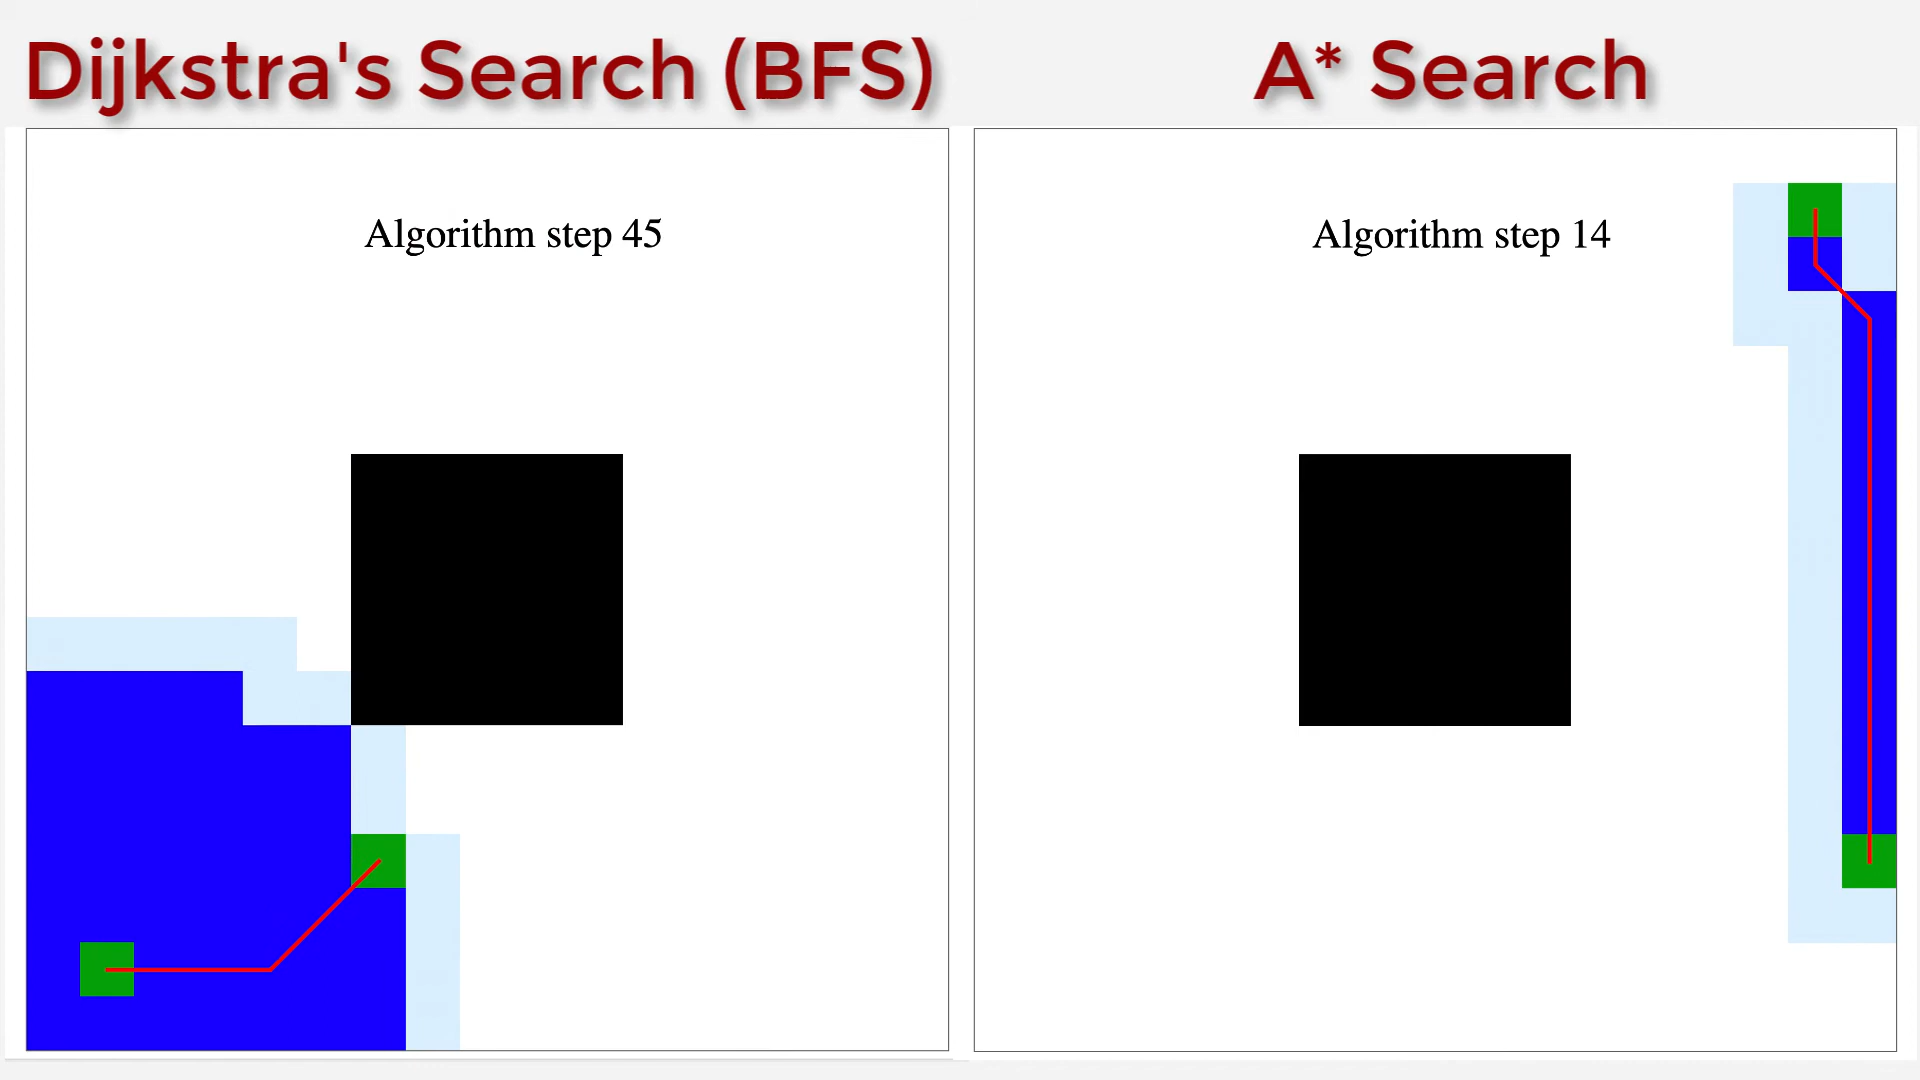 Dijkstra's Search (BFS)
A* Search
Algorithm step 45
Algorithm step 14